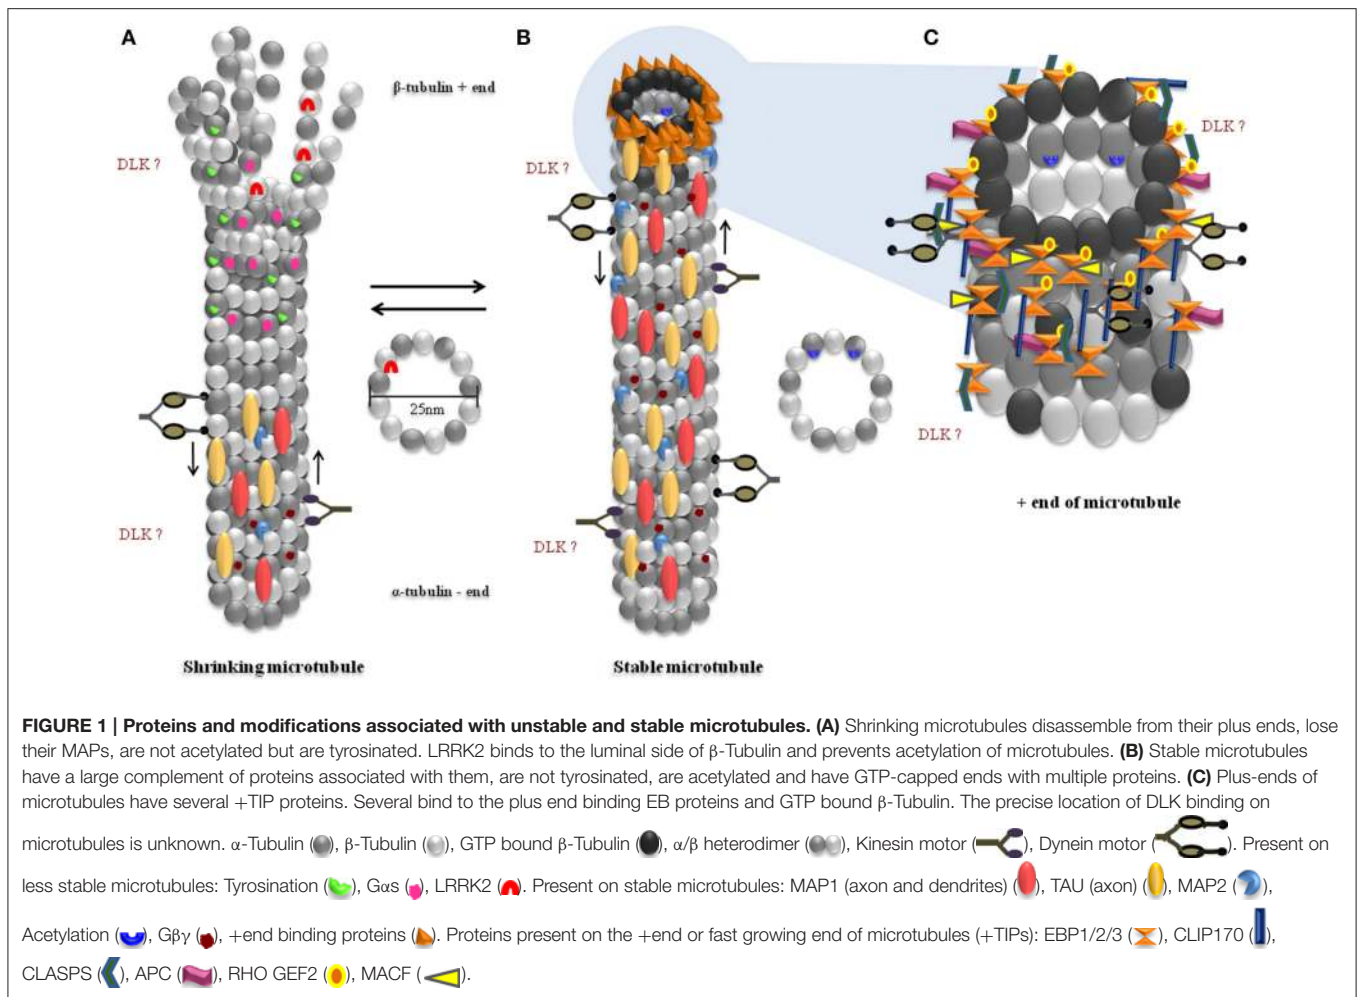 A
B
C
β-tubulin + end
DLK ?
DLK ?
DLK ?
25nm
DLK ?
DLK ?
DLK ?
α-tubulin - end
+ end of microtubule
Shrinking microtubule
Stable microtubule
FIGURE 1 | Proteins and modifications associated with unstable and stable microtubules. (A) Shrinking microtubules disassemble from their plus ends, lose
their MAPs, are not acetylated but are tyrosinated. LRRK2 binds to the luminal side of β-Tubulin and prevents acetylation of microtubules. (B) Stable microtubules
have a large complement of proteins associated with them, are not tyrosinated, are acetylated and have GTP-capped ends with multiple proteins. (C) Plus-ends of
microtubules have several +TIP proteins. Several bind to the plus end binding EB proteins and GTP bound β-Tubulin. The precise location of DLK binding on
microtubules is unknown. α-Tubulin ( ), β-Tubulin ( ), GTP bound β-Tubulin ( ), α/β heterodimer ( ), Kinesin motor ( ), Dynein motor ( ). Present on
less stable microtubules: Tyrosination ( ), Gαs ( ), LRRK2 ( ). Present on stable microtubules: MAP1 (axon and dendrites) ( ), TAU (axon) ( ), MAP2 ( ),
Acetylation ( ), Gβγ ( ), +end binding proteins ( ). Proteins present on the +end or fast growing end of microtubules (+TIPs): EBP1/2/3 ( ), CLIP170 ( ),
CLASPS ( ), APC ( ), RHO GEF2 ( ), MACF ( ).